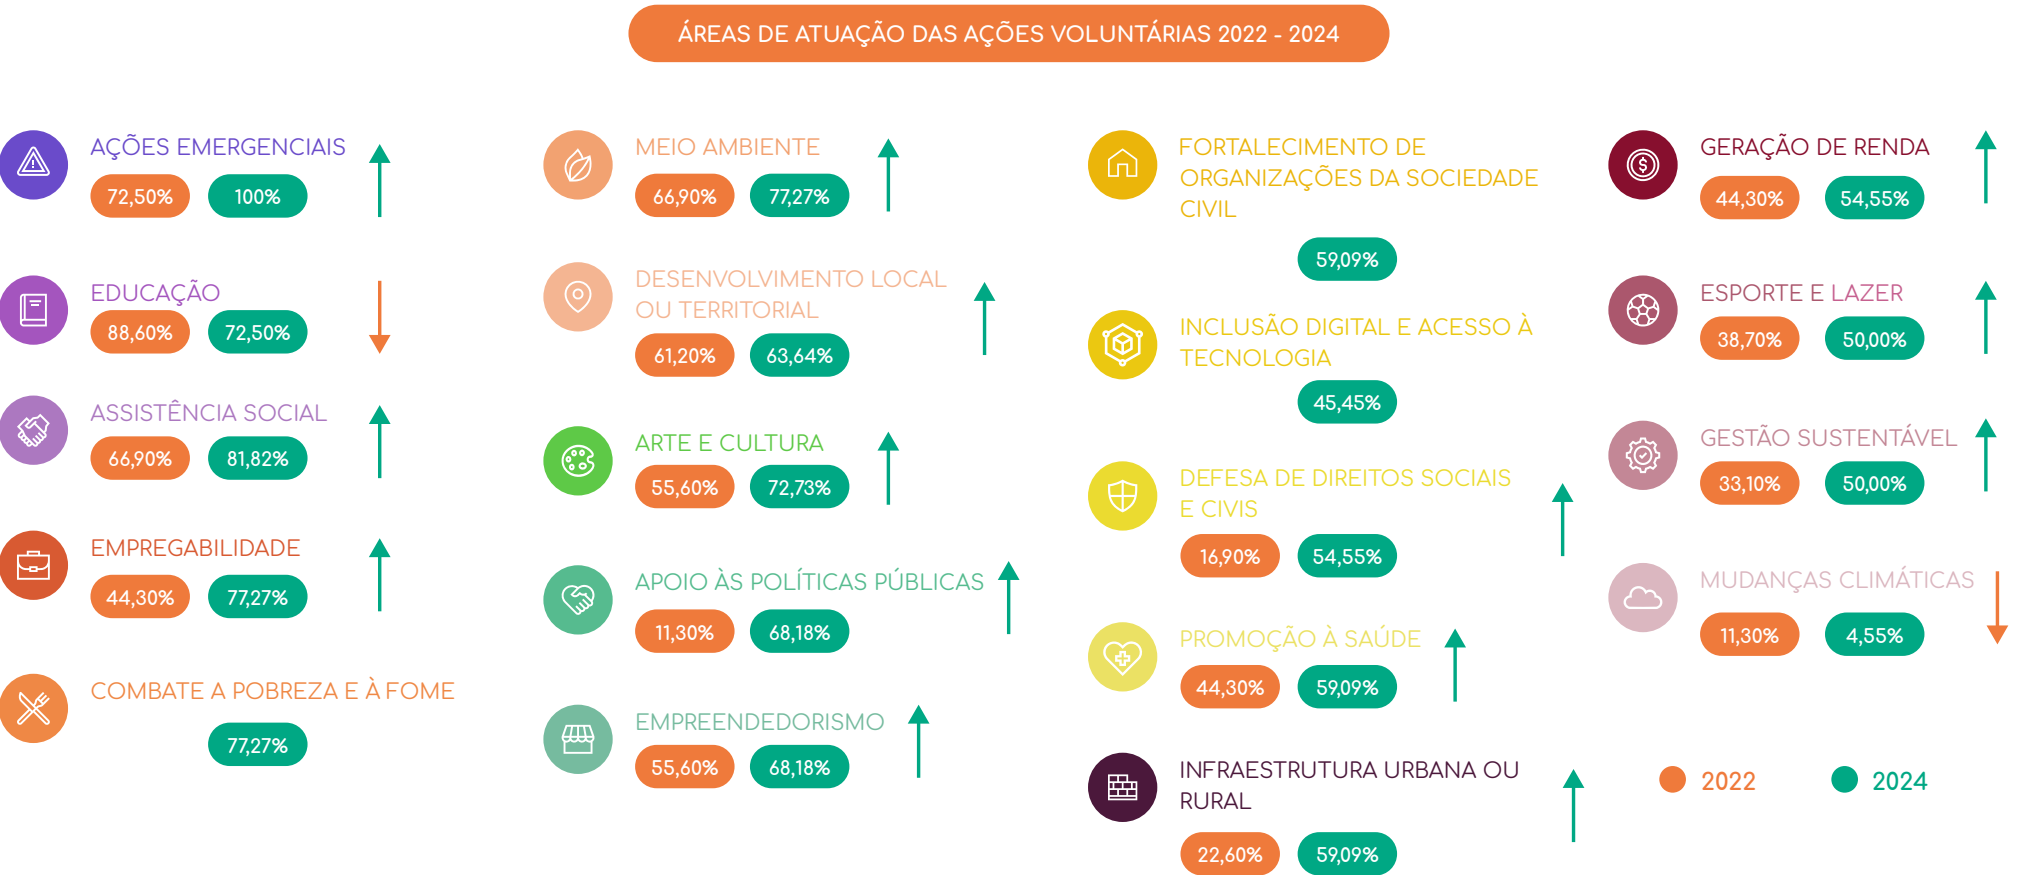 ÁREAS DE ATUAÇÃO DAS AÇÕES VOLUNTÁRIAS 2022 - 2024
AÇÕES EMERGENCIAIS
72,50% 100%
EDUCAÇÃO
88,60% 72,50%
ASSISTÊNCIA SOCIAL
66,90% 81,82%
EMPREGABILIDADE
44,30% 77,27%
COMBATE A POBREZA E À FOME
77,27%
MEIO AMBIENTE
66,90% 77,27%
DESENVOLVIMENTO LOCAL
OU TERRITORIAL
61,20% 63,64%
ARTE E CULTURA
55,60% 72,73%
APOIO ÀS POLÍTICAS PÚBLICAS
11,30% 68,18%
EMPREENDEDORISMO
55,60% 68,18%
FORTALECIMENTO DE
ORGANIZAÇÕES DA SOCIEDADE
CIVIL
59,09%
INCLUSÃO DIGITAL E ACESSO À
TECNOLOGIA
45,45%
DEFESA DE DIREITOS SOCIAIS
E CIVIS
16,90% 54,55%
PROMOÇÃO À SAÚDE
44,30% 59,09%
INFRAESTRUTURA URBANA OU
RURAL
22,60% 59,09%
GERAÇÃO DE RENDA
44,30% 54,55%
ESPORTE E LAZER
38,70% 50,00%
GESTÃO SUSTENTÁVEL
33,10% 50,00%
MUDANÇAS CLIMÁTICAS
11,30% 4,55%
2022 2024